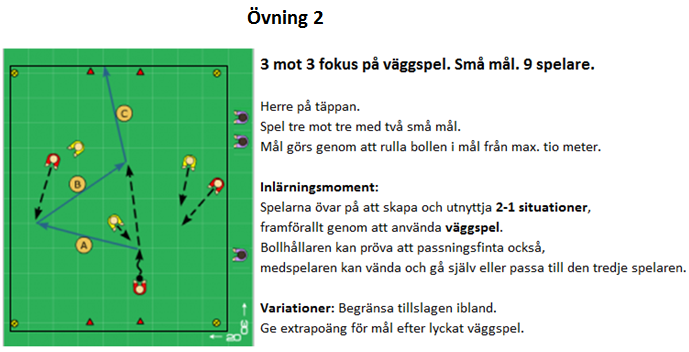 Övning 2
3 mot 3 fokus på väggspel. Små mål. 9 spelare.
Herre på täppan.
Spel tre mot tre med två små mål.
Mål görs genom att rulla bollen i mål från max. tio meter.
Inlärningsmoment:
Spelarna övar på att skapa och utnyttja 2-1 situationer,
framförallt genom att använda väggspel.
Bollhållaren kan pröva att passningsfinta också,
medspelaren kan vända och gå själv eller passa till den tredje spelaren.
Variationer: Begränsa tillslagen ibland.
Ge extrapoäng för mål efter lyckat väggspel.
C
B
A
30
20